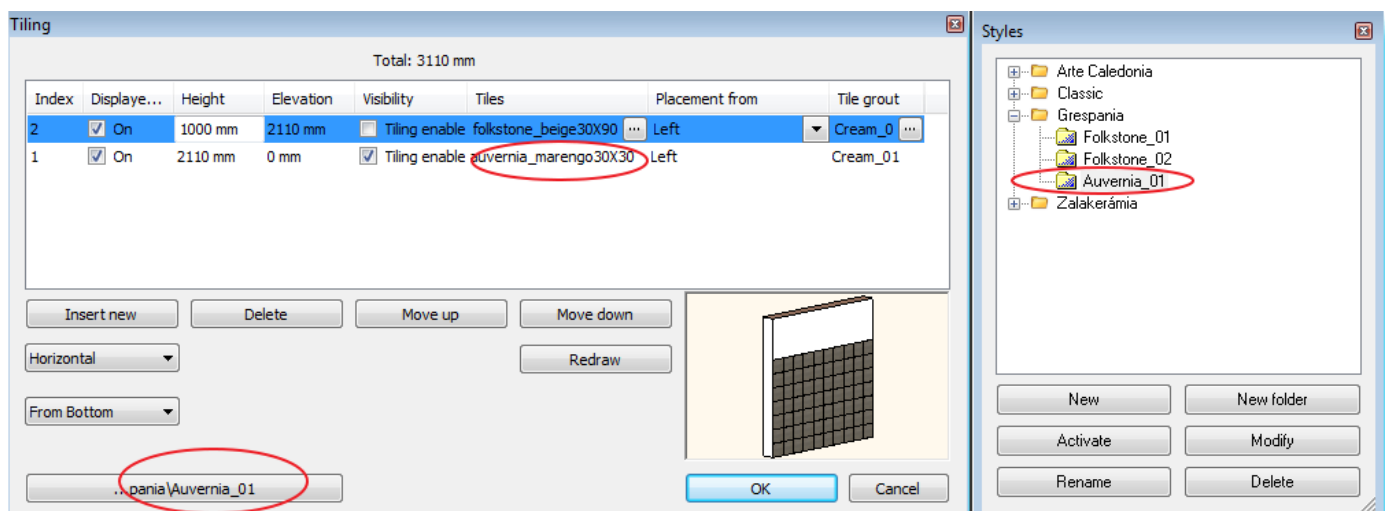 Tiling
Total: 3110 mm
Index Displaye... Height Elevation Visibility Tiles Placement from Tile grout
2 On 1000 mm 2110 mm Tiling enable folkstone_beige30X90 ... Left Cream_0 ...
1 On 2110 mm 0 mm Tiling enable auvernia_marengo30X30 Left Cream_01
Insert new Delete Move up Move down
Horizontal Redraw
From Bottom
...pania\Auvernia_01 OK Cancel
Styles
Arte Caledonia
Classic
Grespania
Folkstone_01
Folkstone_02
Auvernia_01
Zalakerámia
New New folder
Activate Modify
Rename Delete